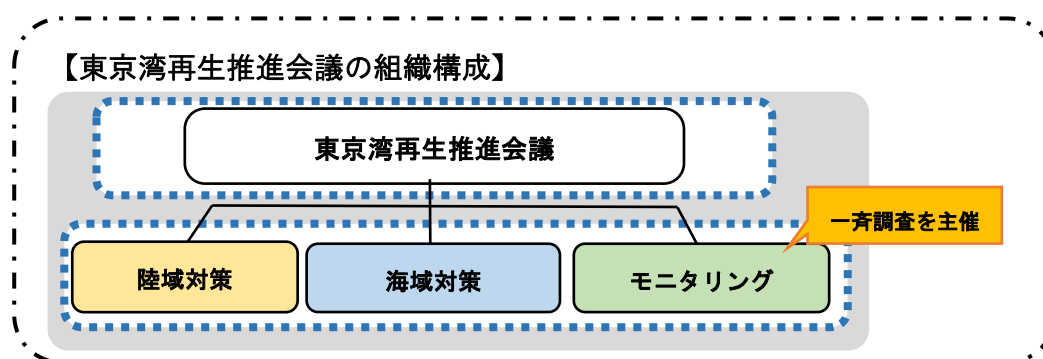 【東京湾再生推進会議の組織構成】
東京湾再生推進会議
一斉調査を主催
陸域対策
海域対策
モニタリング